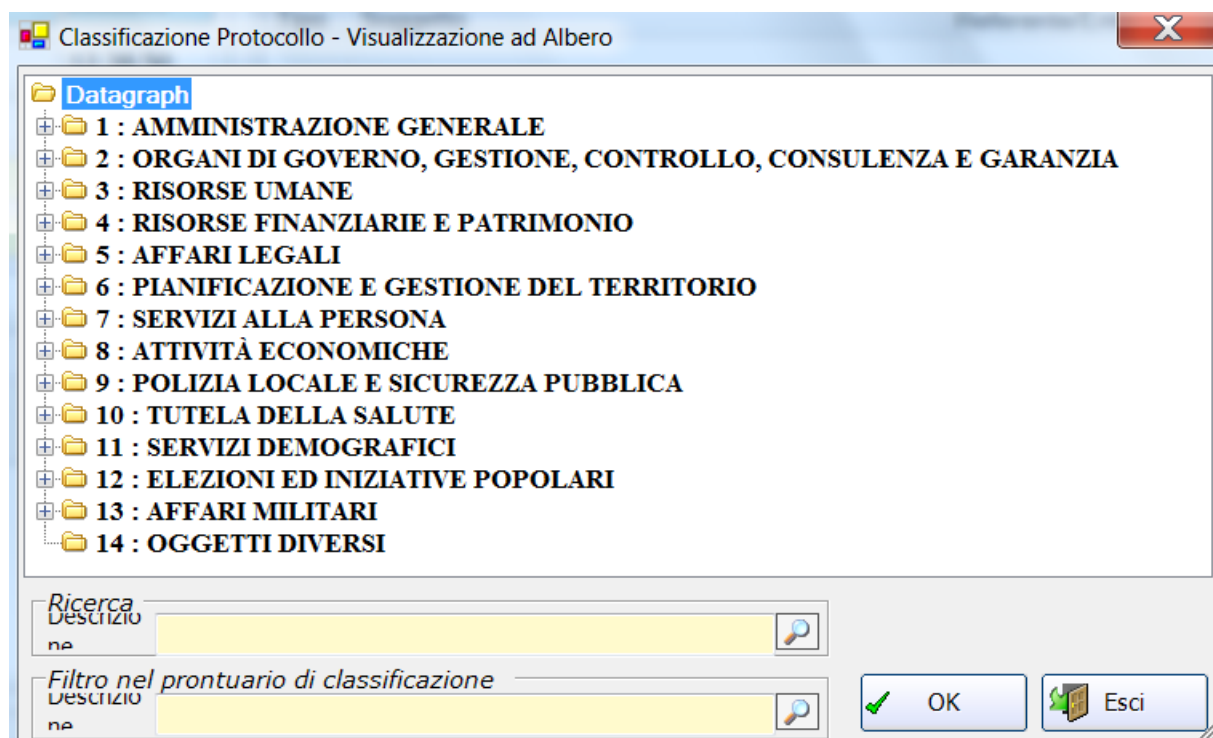 Classificazione Protocollo - Visualizzazione ad Albero
Datagraph
1 : AMMINISTRAZIONE GENERALE
2 : ORGANI DI GOVERNO, GESTIONE, CONTROLLO, CONSULENZA E GARANZIA
3 : RISORSE UMANE
4 : RISORSE FINANZIARIE E PATRIMONIO
5 : AFFARI LEGALI
6 : PIANIFICAZIONE E GESTIONE DEL TERRITORIO
7 : SERVIZI ALLA PERSONA
8 : ATTIVITÀ ECONOMICHE
9 : POLIZIA LOCALE E SICUREZZA PUBBLICA
10 : TUTELA DELLA SALUTE
11 : SERVIZI DEMOGRAFICI
12 : ELEZIONI ED INIZIATIVE POPOLARI
13 : AFFARI MILITARI
14 : OGGETTI DIVERSI
Ricerca
Descrizio
ne
Filtro nel prontuario di classificazione
Descrizio
ne
OK
Esci